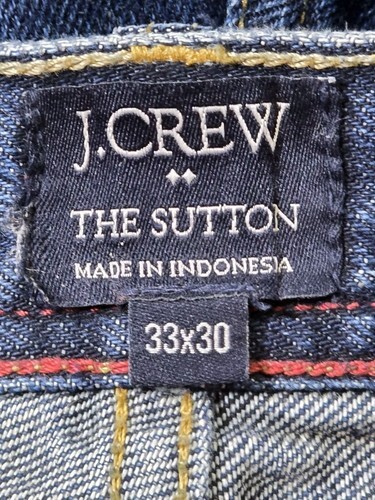 J.CREW
THE SUTTON
MADE IN INDONESIA
33x30